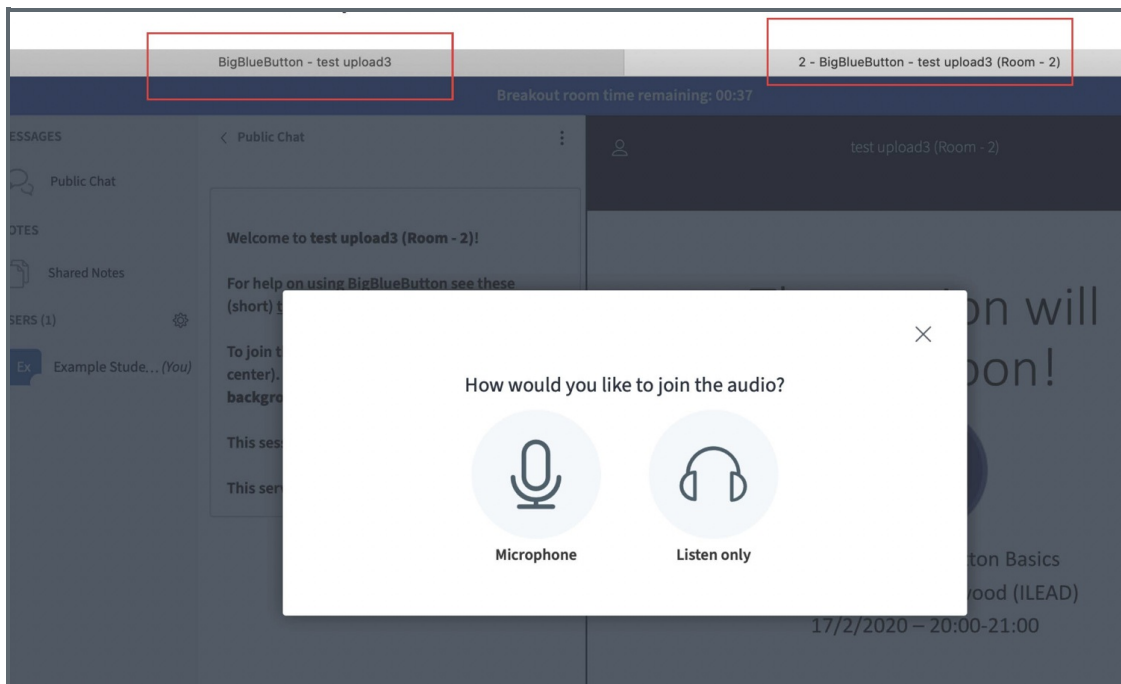 BigBlueButton - test upload3
2 - BigBlueButton - test upload3 (Room - 2)
Breakout room time remaining: 00:37
ESSAGES
Public Chat
OTES
Shared Notes
SERS (1)
Ex
Example Stude... (You)
Public Chat
Welcome to test upload3 (Room - 2)!
For help on using BigBlueButton see these
(short)
To join t
center).
backgro
This ses
This serv
test upload3 (Room - 2)
on will
oon!
ton Basics
ood (ILEAD)
17/2/2020 – 20:00-21:00
How would you like to join the audio?
Microphone
Listen only